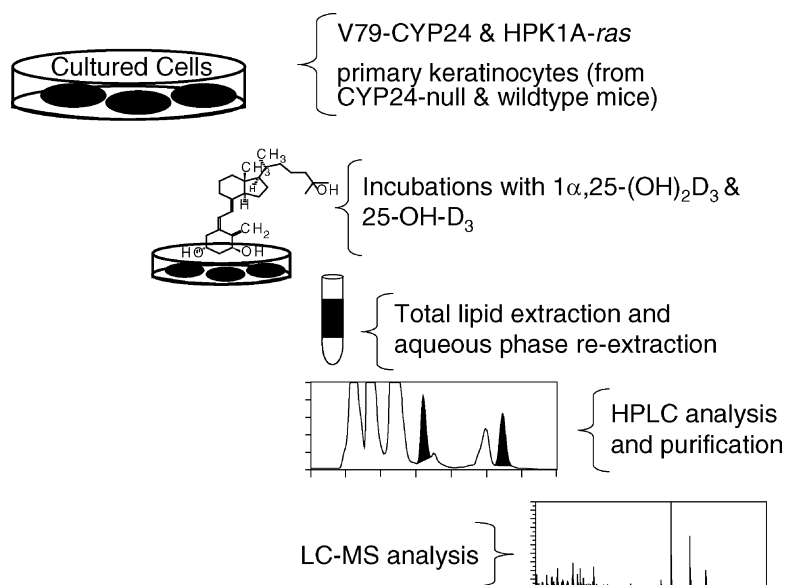 Cultured Cells
V79-CYP24 & HPK1A-ras
primary keratinocytes (from
CYP24-null & wildtype mice)
CH3
CH3
H
H
OH
CH2
HO
OH
Incubations with 1α,25-(OH)2D3 &
25-OH-D3
Total lipid extraction and
aqueous phase re-extraction
HPLC analysis
and purification
LC-MS analysis